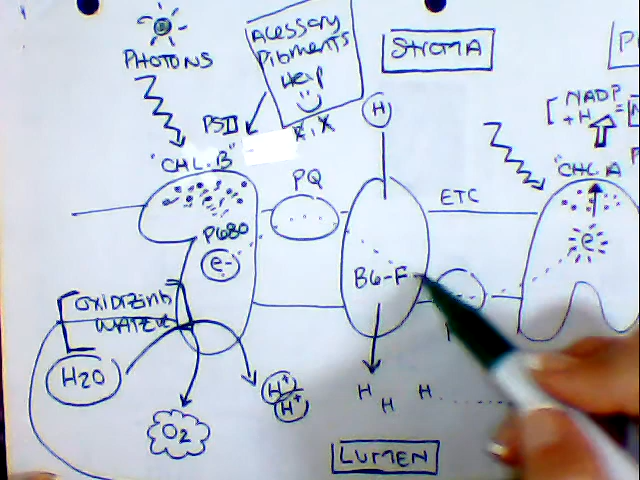 PHOTONS
ACESSORY
PIGMENTS
HELP
STROMA
PSII
H
[NADP
+H
"CHL.B"
"CHL.A
PQ
ETC
P680
e-
e-
B6-F
OXIDIZING
WATER
H2O
O2
H+
H+
H H H
LUMEN